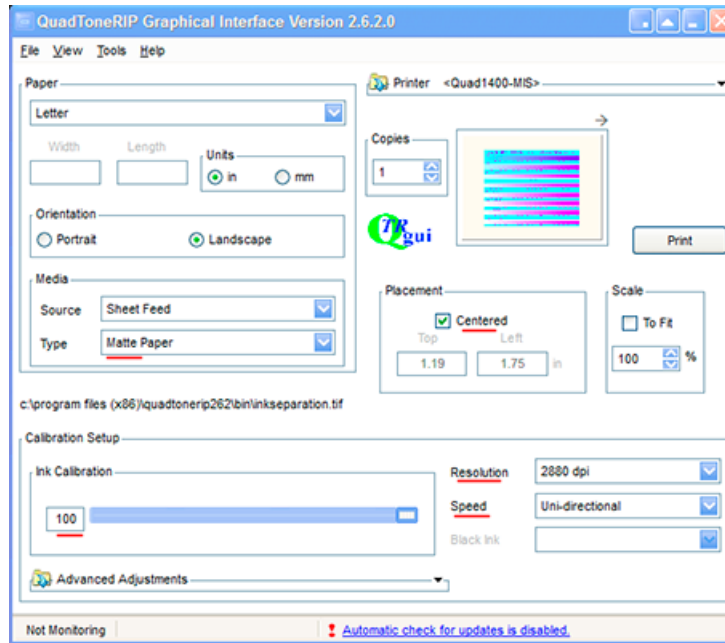 QuadToneRIP Graphical Interface Version 2.6.2.0
File View Tools Help
Paper
Letter
Width Length
Units
in mm
Orientation
Portrait Landscape
Media
Source Sheet Feed
Type Matte Paper
Printer <Quad1400-MIS>
Copies
1
QTR gui
Print
Placement
Centered
Top Left
1.19 1.75 in
Scale
To Fit
100 %
c:\program files (x86)\quadtonerip262\bin\inkseparation.tif
Calibration Setup
Ink Calibration
100
Resolution 2880 dpi
Speed Uni-directional
Black Ink
Advanced Adjustments
Not Monitoring
Automatic check for updates is disabled.